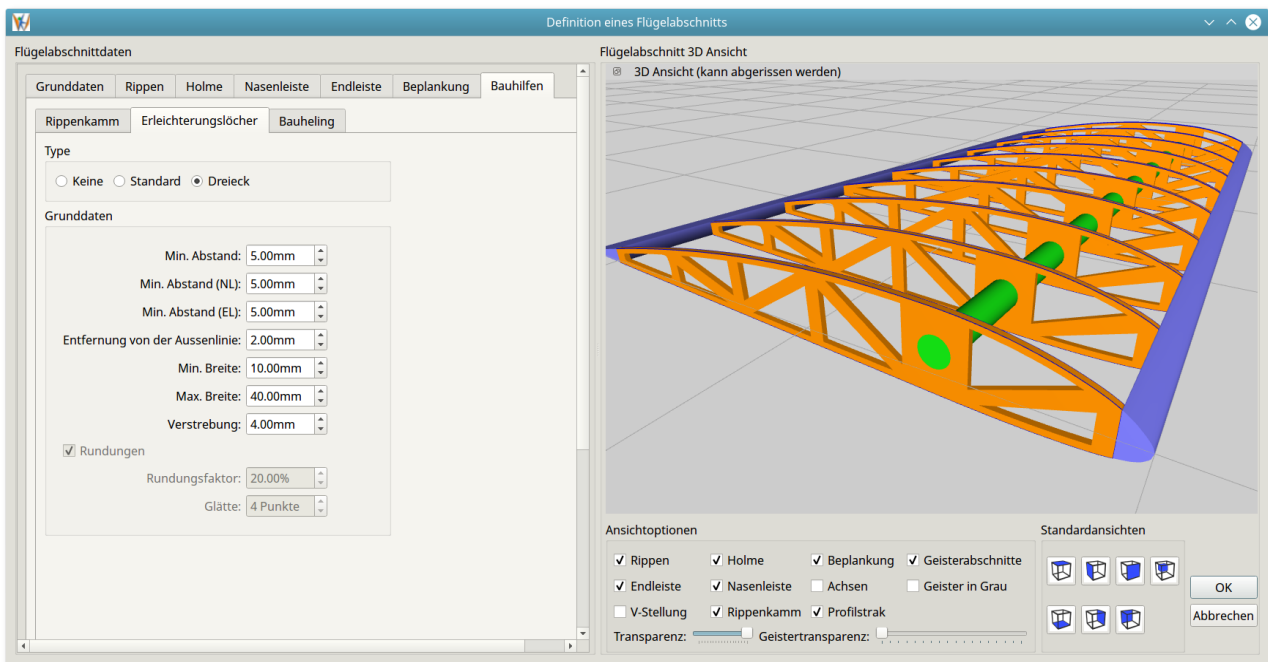 Definition eines Flügelabschnitts
Flügelabschnittdaten
Grunddaten Rippen Holme Nasenleiste Endleiste Beplankung Bauhilfen
Rippenkamm Erleichterungslöcher Bauheling
Type
Keine Standard Dreieck
Grunddaten
Min. Abstand: 5.00mm
Min. Abstand (NL): 5.00mm
Min. Abstand (EL): 5.00mm
Entfernung von der Aussenlinie: 2.00mm
Min. Breite: 10.00mm
Max. Breite: 40.00mm
Verstrebung: 4.00mm
Rundungen
Rundungsfaktor: 20.00%
Glätte: 4 Punkte
Flügelabschnitt 3D Ansicht
3D Ansicht (kann abgerissen werden)
Ansichtoptionen
Rippen Holme Beplankung Geisterabschnitte
Endleiste Nasenleiste Achsen Geister in Grau
V-Stellung Rippenkamm Profilstrak
Transparenz: Geistertransparenz:
Standardansichten
OK
Abbrechen